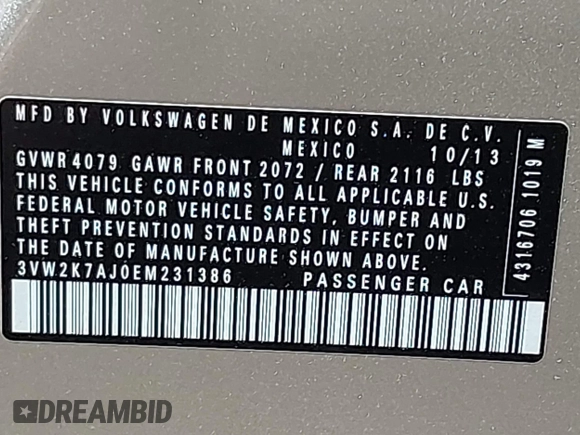 MFD BY VOLKSWAGEN DE MEXICO S.A. DE C.V.
MEXICO 10/13
GVWR 4079 GAWR FRONT 2072 / REAR 2116 LBS
THIS VEHICLE CONFORMS TO ALL APPLICABLE U.S.
FEDERAL MOTOR VEHICLE SAFETY, BUMPER AND
THEFT PREVENTION STANDARDS IN EFFECT ON
THE DATE OF MANUFACTURE SHOWN ABOVE.
3VW2K7AJ0EM231386 PASSENGER CAR
4316706 1019 M
DREAMBID